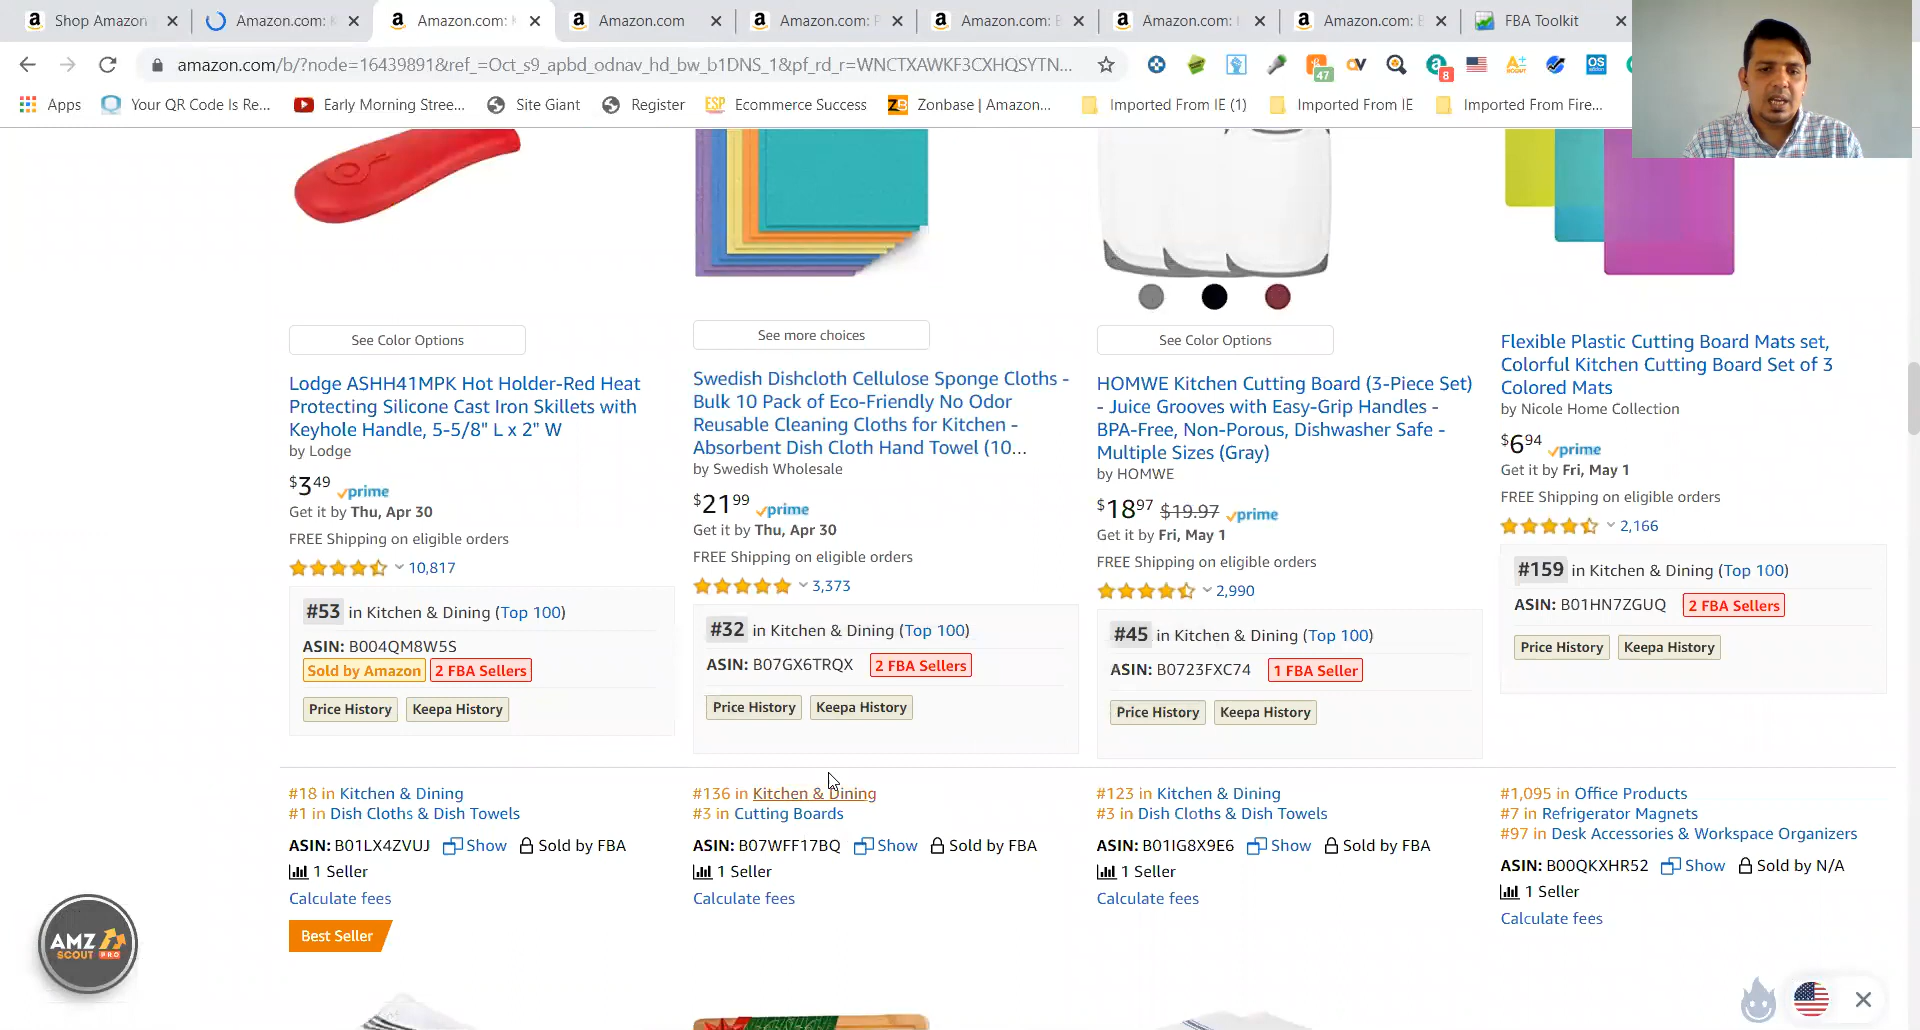 Shop Amazon
Amazon.com: K
Amazon.com: K
Amazon.com
Amazon.com: F
Amazon.com: B
Amazon.com:
Amazon.com: B
FBA Toolkit
amazon.com/b/?node=16439891&ref_=Oct_s9_apbd_odnav_hd_bw_b1DNS_1&pf_rd_r=WNCTXAWKF3CXHQSYTN...
47
8
OS
Apps
Your QR Code Is Re...
Early Morning Stree...
Site Giant
Register
ESP Ecommerce Success
ZB Zonbase | Amazon...
Imported From IE (1)
Imported From IE
Imported From Fire...
See Color Options
Lodge ASHH41MPK Hot Holder-Red Heat
Protecting Silicone Cast Iron Skillets with
Keyhole Handle, 5-5/8" L x 2" W
by Lodge
$3 49 prime
Get it by Thu, Apr 30
FREE Shipping on eligible orders
10,817
#53 in Kitchen & Dining (Top 100)
ASIN: B004QM8W5S
Sold by Amazon 2 FBA Sellers
Price History Keepa History
See more choices
Swedish Dishcloth Cellulose Sponge Cloths -
Bulk 10 Pack of Eco-Friendly No Odor
Reusable Cleaning Cloths for Kitchen -
Absorbent Dish Cloth Hand Towel (10...
by Swedish Wholesale
$21 99 prime
Get it by Thu, Apr 30
FREE Shipping on eligible orders
3,373
#32 in Kitchen & Dining (Top 100)
ASIN: B07GX6TRQX 2 FBA Sellers
Price History Keepa History
See Color Options
HOMWE Kitchen Cutting Board (3-Piece Set)
- Juice Grooves with Easy-Grip Handles -
BPA-Free, Non-Porous, Dishwasher Safe -
Multiple Sizes (Gray)
by HOMWE
$18 97 $19.97 prime
Get it by Fri, May 1
FREE Shipping on eligible orders
2,990
#45 in Kitchen & Dining (Top 100)
ASIN: B0723FXC74 1 FBA Seller
Price History Keepa History
Flexible Plastic Cutting Board Mats set,
Colorful Kitchen Cutting Board Set of 3
Colored Mats
by Nicole Home Collection
$6 94 prime
Get it by Fri, May 1
FREE Shipping on eligible orders
2,166
#159 in Kitchen & Dining (Top 100)
ASIN: B01HN7ZGUQ 2 FBA Sellers
Price History Keepa History
#18 in Kitchen & Dining
#1 in Dish Cloths & Dish Towels
ASIN: B01LX4ZVUJ Show Sold by FBA
1 Seller
Calculate fees
Best Seller
#136 in Kitchen & Dining
#3 in Cutting Boards
ASIN: B07WFF17BQ Show Sold by FBA
1 Seller
Calculate fees
#123 in Kitchen & Dining
#3 in Dish Cloths & Dish Towels
ASIN: B01IG8X9E6 Show Sold by FBA
1 Seller
Calculate fees
#1,095 in Office Products
#7 in Refrigerator Magnets
#97 in Desk Accessories & Workspace Organizers
ASIN: B00QKXHR52 Show Sold by N/A
1 Seller
Calculate fees
AMZ
SCOUT PRO